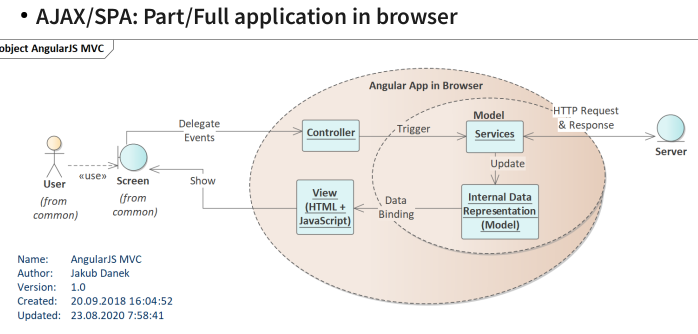 • AJAX/SPA: Part/Full application in browser
object AngularJS MVC
Angular App in Browser
Model
HTTP Request
& Response
Delegate
Events
Controller
Trigger
Services
Server
«use»
User
(from
common)
Screen
(from
common)
Show
Update
View
(HTML +
JavaScript)
Data
Binding
Internal Data
Representation
(Model)
Name: AngularJS MVC
Author: Jakub Danek
Version: 1.0
Created: 20.09.2018 16:04:52
Updated: 23.08.2020 7:58:41